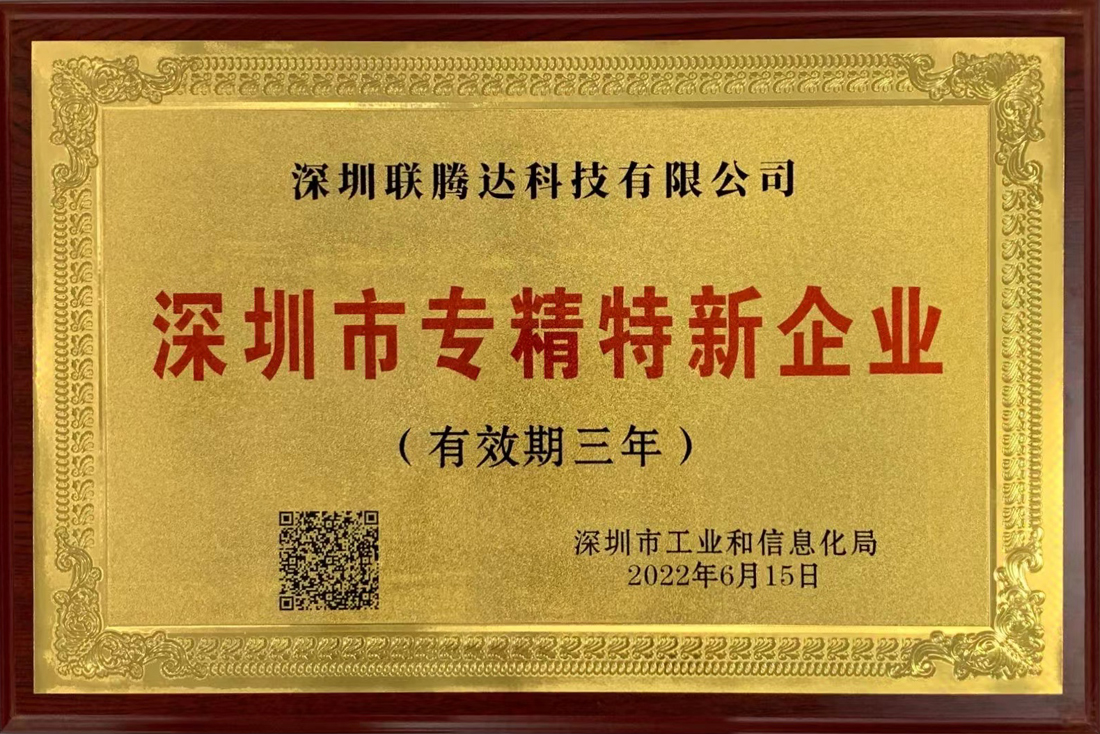 深圳联腾达科技有限公司
深圳市专精特新企业
（有效期三年）
深圳市工业和信息化局
2022年6月15日